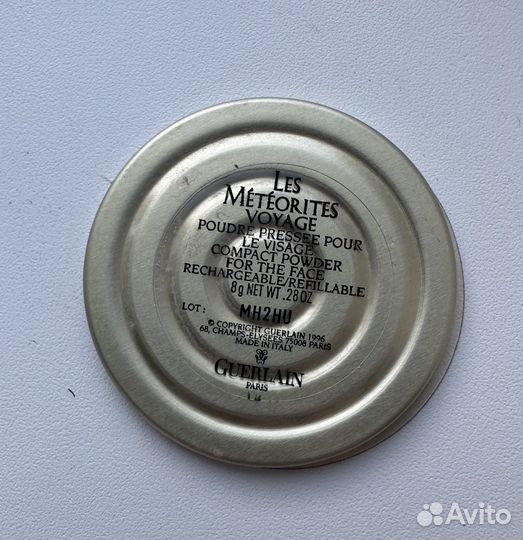 LES
MÉTÉORITES
VOYAGE
POUDRE PRESSÉE POUR
LE VISAGE
COMPACT POWDER
FOR THE FACE
RECHARGEABLE/REFILLABLE
8g NET WT. .28 OZ
LOT : MH2HU
© COPYRIGHT GUERLAIN 1996
68, CHAMPS-ELYSEES 75008 PARIS
MADE IN ITALY
GUERLAIN
PARIS
Avito